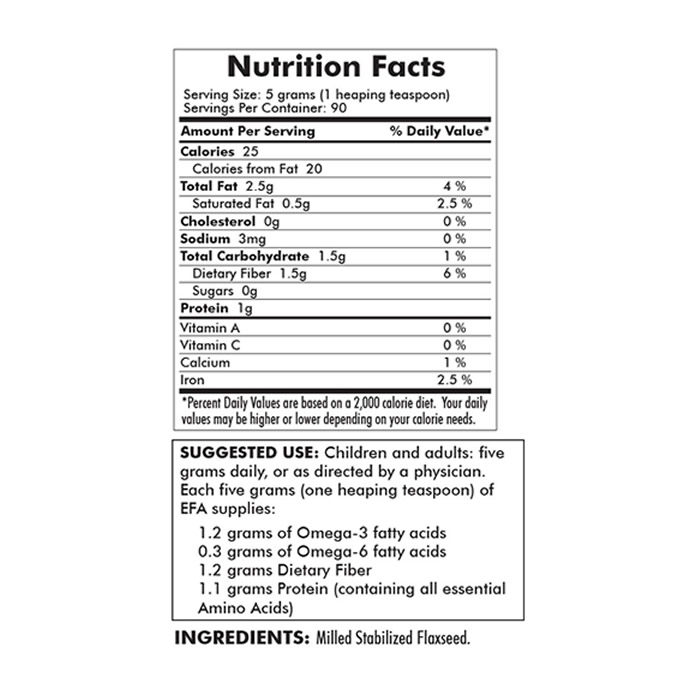 Nutrition Facts
Serving Size: 5 grams (1 heaping teaspoon)
Servings Per Container: 90
Amount Per Serving % Daily Value*
Calories 25
Calories from Fat 20
Total Fat 2.5g 4 %
Saturated Fat 0.5g 2.5 %
Cholesterol 0g 0 %
Sodium 3mg 0 %
Total Carbohydrate 1.5g 1 %
Dietary Fiber 1.5g 6 %
Sugars 0g
Protein 1g
Vitamin A 0 %
Vitamin C 0 %
Calcium 1 %
Iron 2.5 %
*Percent Daily Values are based on a 2,000 calorie diet. Your daily
values may be higher or lower depending on your calorie needs.
SUGGESTED USE: Children and adults: five
grams daily, or as directed by a physician.
Each five grams (one heaping teaspoon) of
EFA supplies:
1.2 grams of Omega-3 fatty acids
0.3 grams of Omega-6 fatty acids
1.2 grams Dietary Fiber
1.1 grams Protein (containing all essential
Amino Acids)
INGREDIENTS: Milled Stabilized Flaxseed.